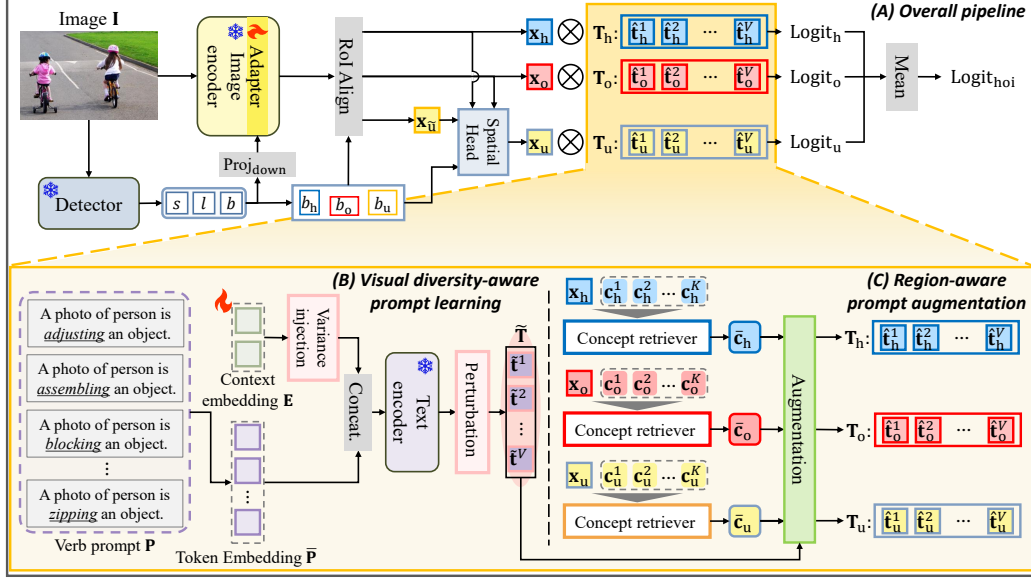 (A) Overall pipeline
Image I
Adapter
Image
encoder
RoI Align
x_h ⊗ T_h: t̂_h^1 t̂_h^2 ⋯ t̂_h^V Logit_h
x_o ⊗ T_o: t̂_o^1 t̂_o^2 ⋯ t̂_o^V Logit_o
Mean
Logit_hoi
x_ũ
Spatial
Head
x_u ⊗ T_u: t̂_u^1 t̂_u^2 ⋯ t̂_u^V Logit_u
Proj_down
Detector
s l b
b_h b_o b_u
(B) Visual diversity-aware
prompt learning
A photo of person is
adjusting an object.
A photo of person is
assembling an object.
A photo of person is
blocking an object.
⋮
A photo of person is
zipping an object.
Verb prompt P
Context
embedding E
Variance
injection
⋯
Token Embedding P̄
Concat.
Text
encoder
Perturbation
T̃
t̃^1
t̃^2
⋮
t̃^V
(C) Region-aware
prompt augmentation
x_h c_h^1 c_h^2 ⋯ c_h^K
Concept retriever
c̄_h
T_h: t̂_h^1 t̂_h^2 ⋯ t̂_h^V
x_o c_o^1 c_o^2 ⋯ c_o^K
Concept retriever
c̄_o
Augmentation
T_o: t̂_o^1 t̂_o^2 ⋯ t̂_o^V
x_u c_u^1 c_u^2 ⋯ c_u^K
Concept retriever
c̄_u
T_u: t̂_u^1 t̂_u^2 ⋯ t̂_u^V